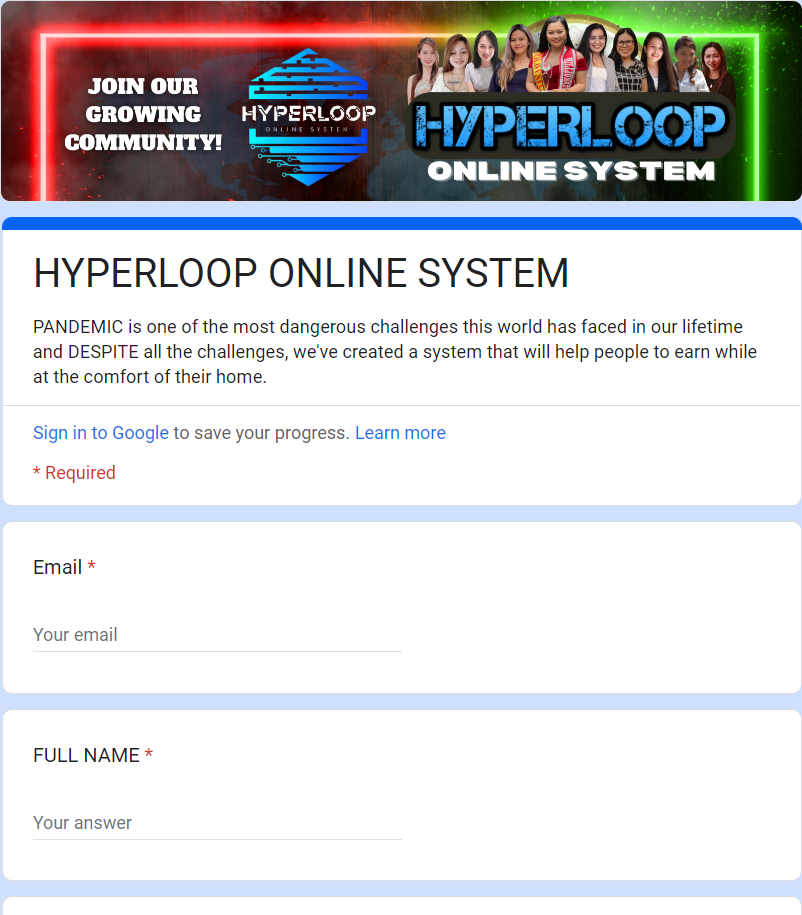 JOIN OUR
GROWING
COMMUNITY!
HYPERLOOP
ONLINE SYSTEM
HYPERLOOP
ONLINE SYSTEM
HYPERLOOP ONLINE SYSTEM
PANDEMIC is one of the most dangerous challenges this world has faced in our lifetime
and DESPITE all the challenges, we've created a system that will help people to earn while
at the comfort of their home.
Sign in to Google to save your progress. Learn more
* Required
Email *
Your email
FULL NAME *
Your answer